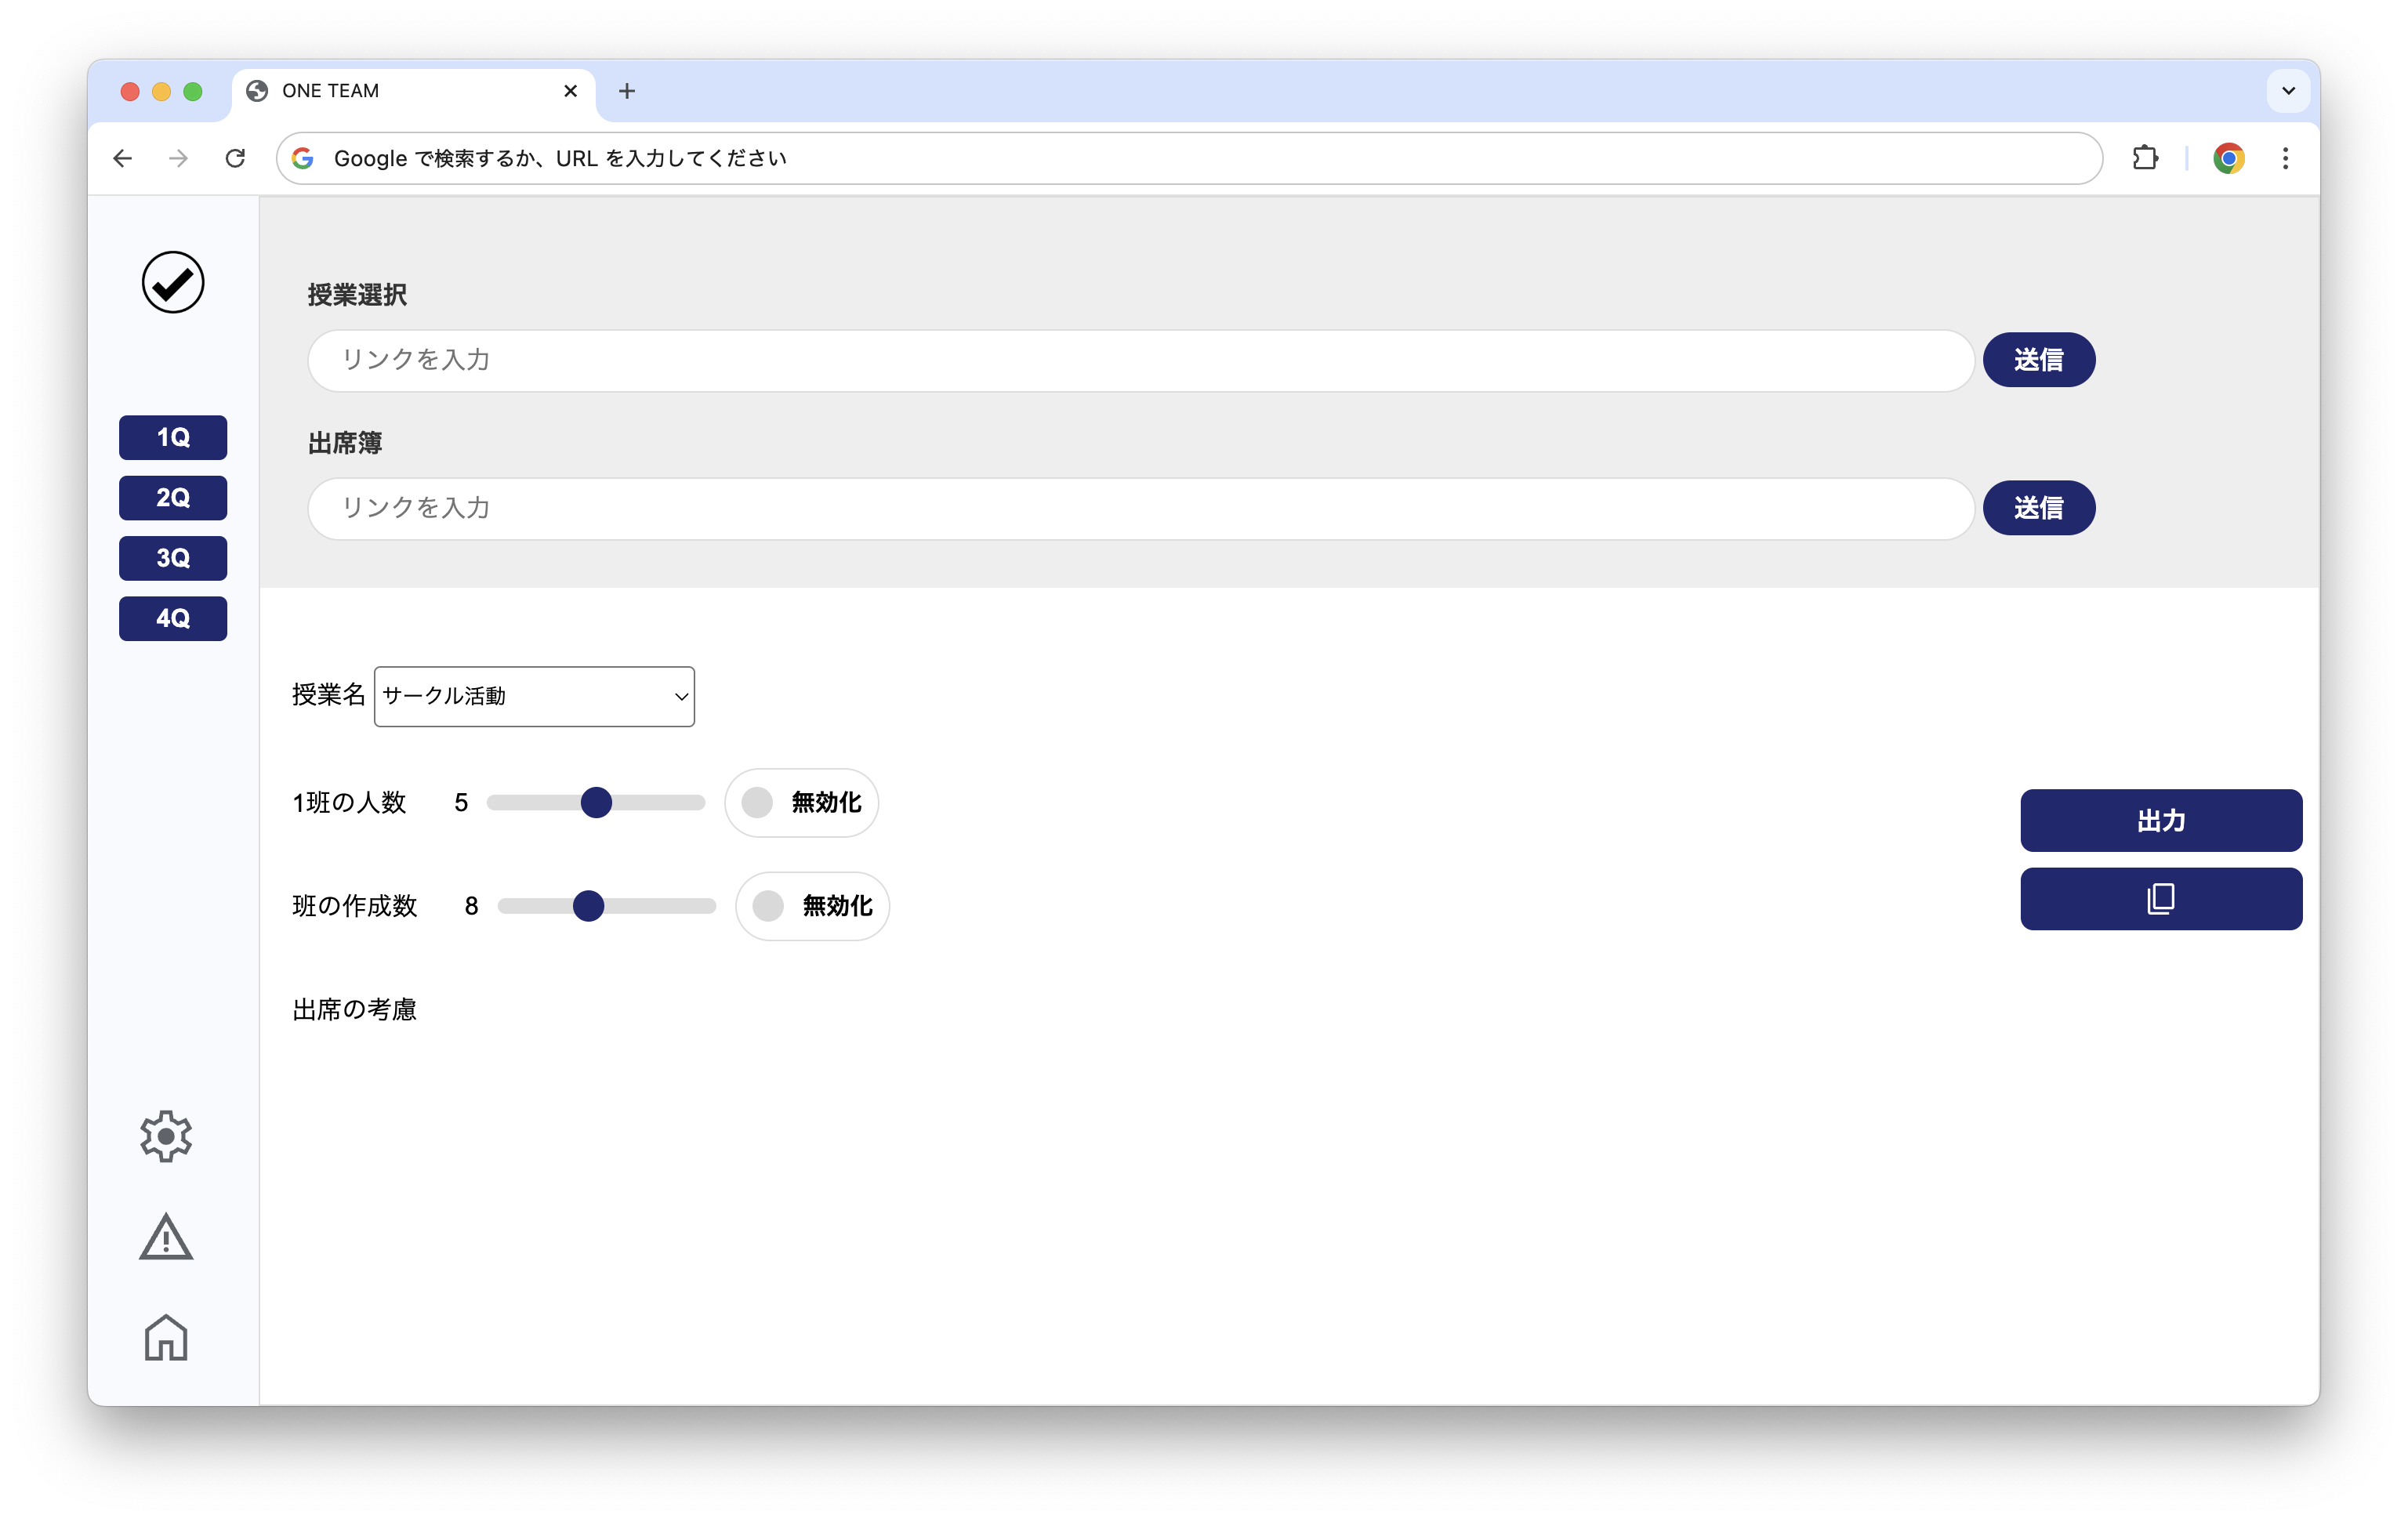 ONE TEAM
Google で検索するか、URL を入力してください
授業選択
リンクを入力 送信
出席簿
リンクを入力 送信
1Q
2Q
3Q
4Q
授業名 サークル活動
1班の人数 5 無効化
出力
班の作成数 8 無効化
出席の考慮